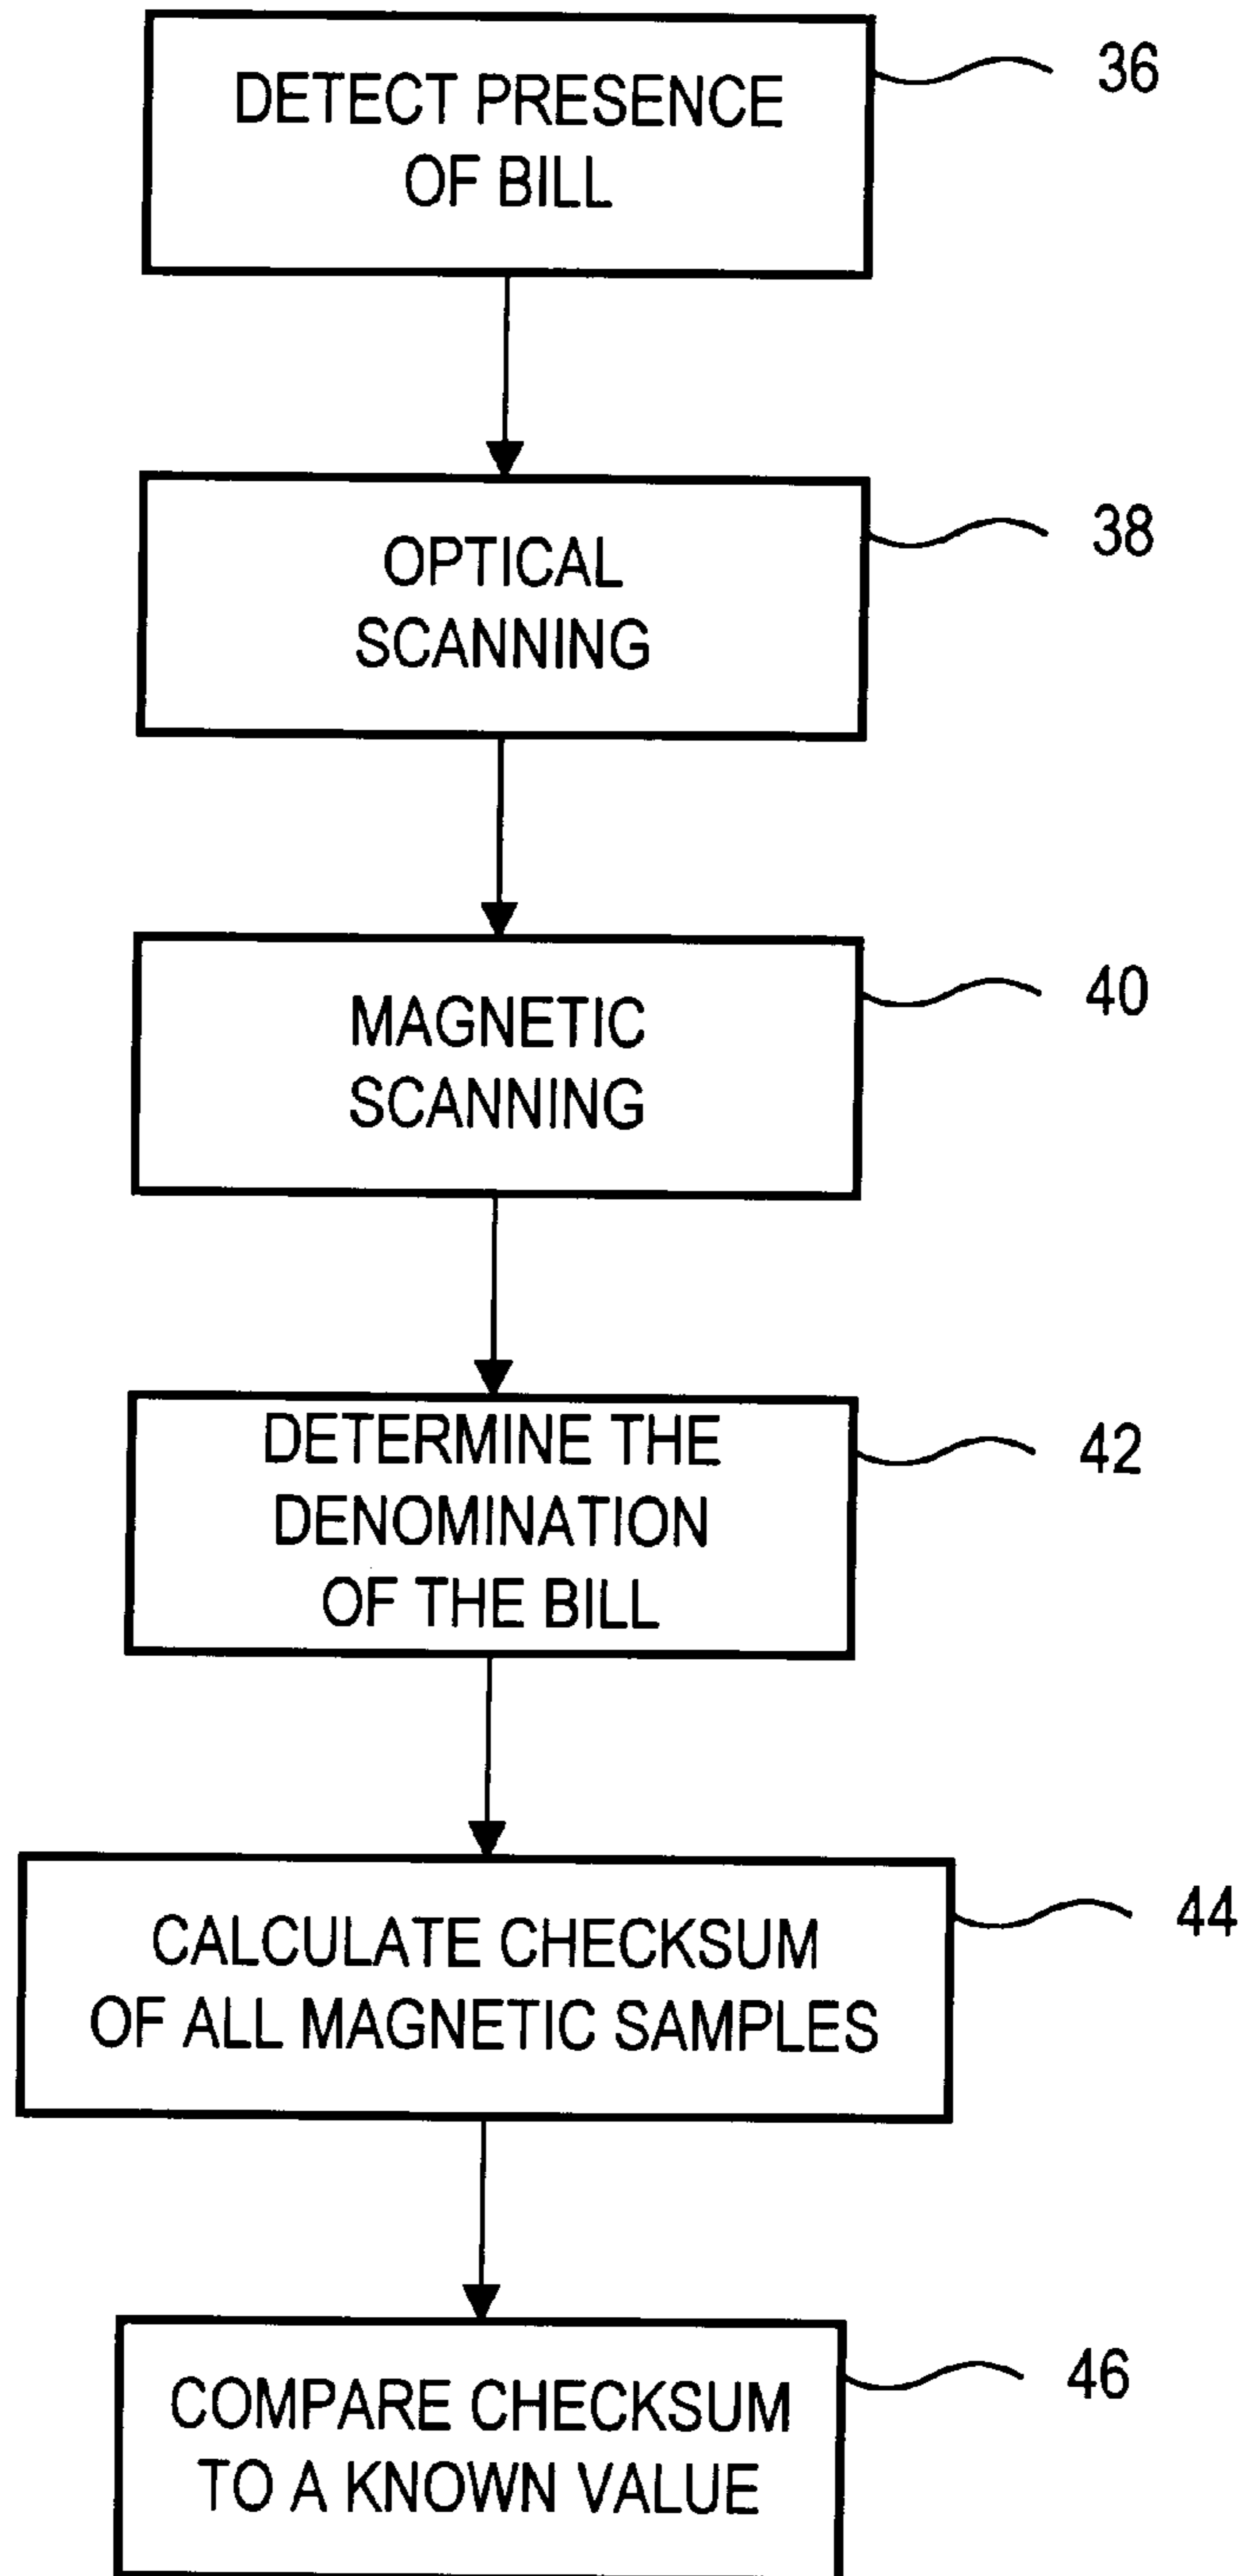 DETECT PRESENCE
OF BILL
36
OPTICAL
SCANNING
38
MAGNETIC
SCANNING
40
DETERMINE THE
DENOMINATION
OF THE BILL
42
CALCULATE CHECKSUM
OF ALL MAGNETIC SAMPLES
44
COMPARE CHECKSUM
TO A KNOWN VALUE
46